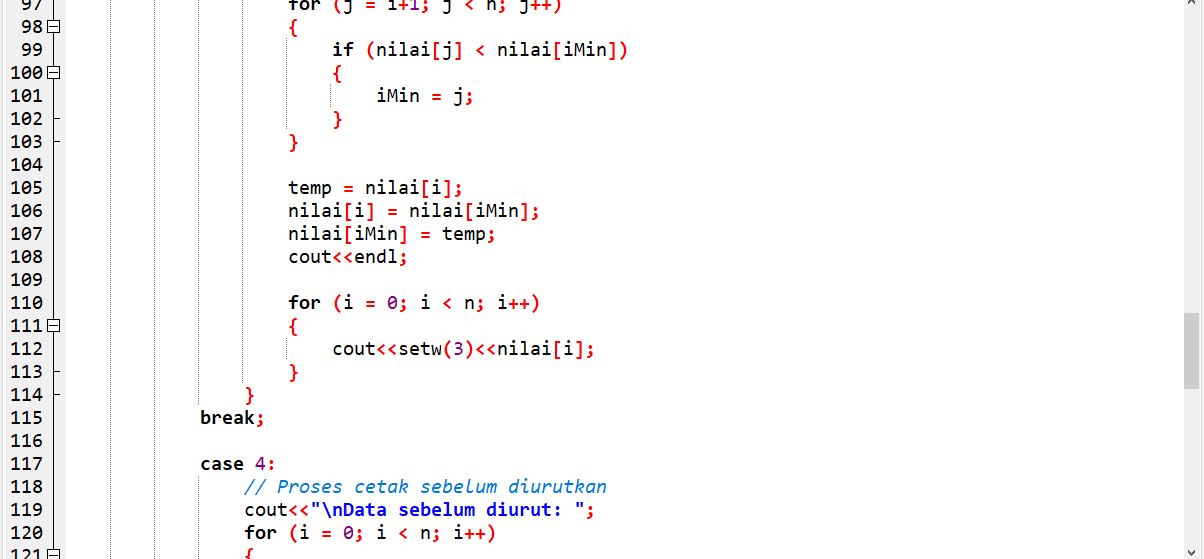 97 for (j = i+1; j < n; j++)
98 {
99 if (nilai[j] < nilai[iMin])
100 {
101 iMin = j;
102 }
103 }
104
105 temp = nilai[i];
106 nilai[i] = nilai[iMin];
107 nilai[iMin] = temp;
108 cout<<endl;
109
110 for (i = 0; i < n; i++)
111 {
112 cout<<setw(3)<<nilai[i];
113 }
114 }
115 break;
116
117 case 4:
118 // Proses cetak sebelum diurutkan
119 cout<<"\nData sebelum diurut: ";
120 for (i = 0; i < n; i++)
121 {